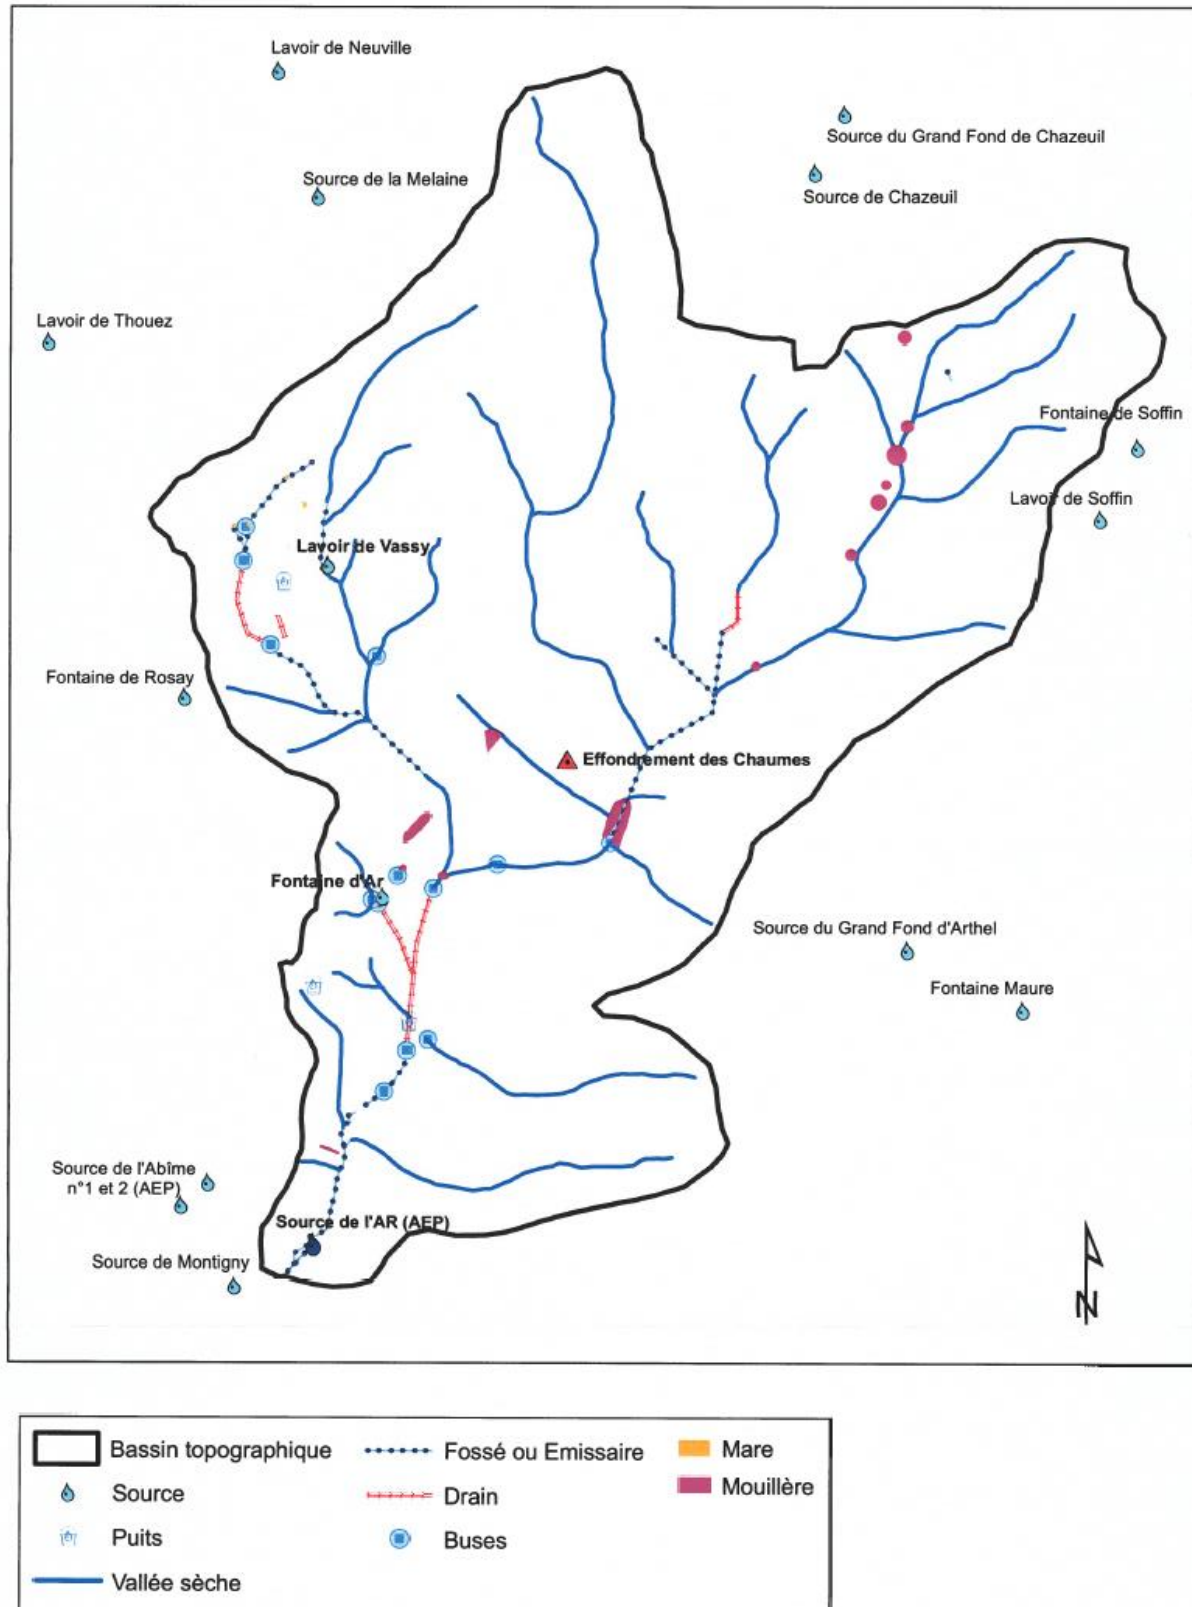 Lavoir de Neuville
Source du Grand Fond de Chazeuil
Source de la Melaine
Source de Chazeuil
Lavoir de Thouez
Fontaine de Soffin
Lavoir de Soffin
Lavoir de Vassy
Fontaine de Rosay
Effondrement des Chaumes
Fontaine d'Ar
Source du Grand Fond d'Arthel
Fontaine Maure
Source de l'Abîme
n°1 et 2 (AEP)
Source de l'AR (AEP)
Source de Montigny
N
Bassin topographique
Fossé ou Emissaire
Mare
Source
Drain
Mouillère
Puits
Buses
Vallée sèche